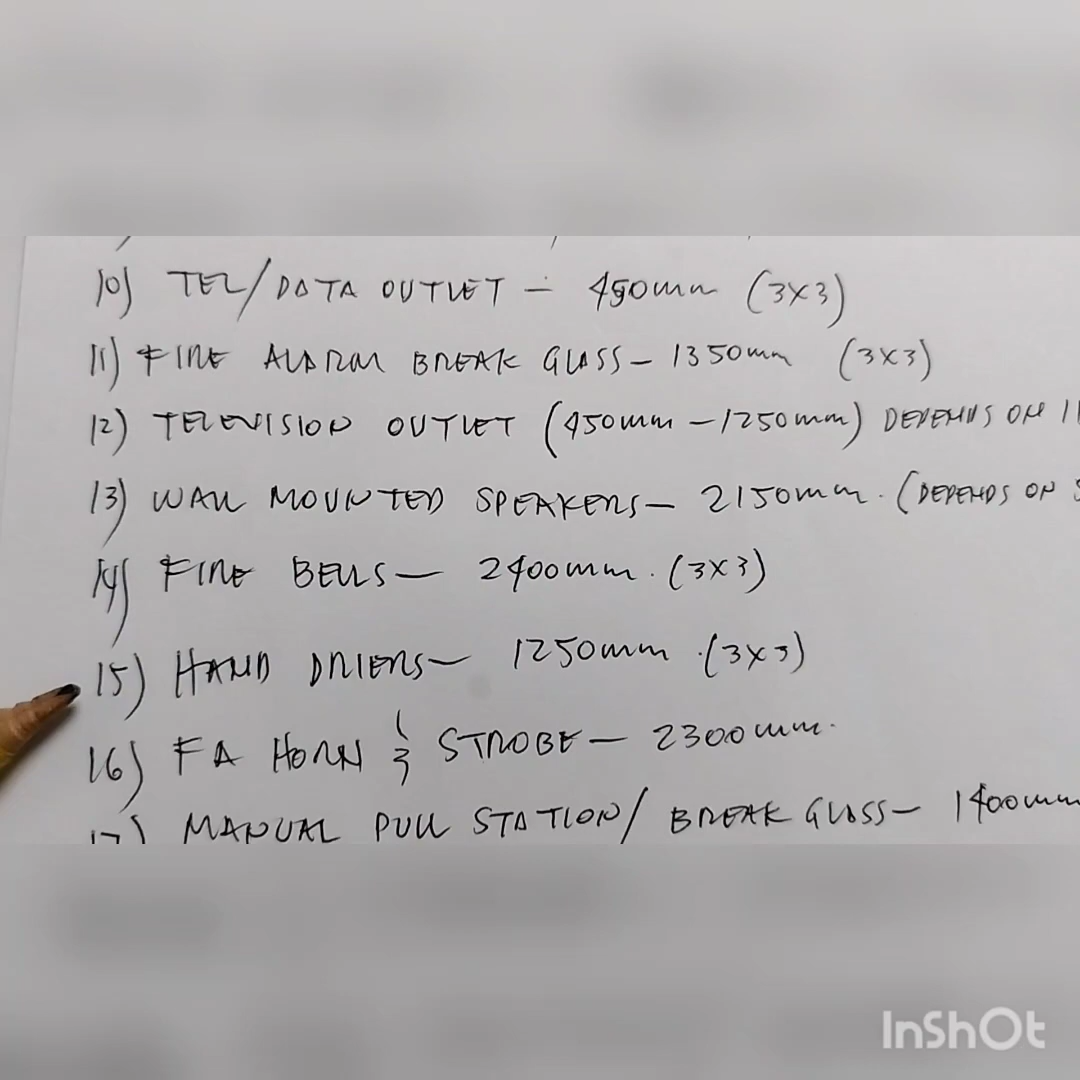 10) TEL/DATA OUTLET - 450mm (3X3)
11) FIRE ALARM BREAK GLASS - 1350mm (3X3)
12) TELEVISION OUTLET (450mm - 1250mm) DEPENDS ON
13) WALL MOUNTED SPEAKERS - 2150mm. (DEPENDS ON
14) FIRE BELLS - 2400mm. (3X3)
15) HAND DRIERS - 1250mm .(3X3)
16) FA HORN & STROBE - 2300mm.
17) MANUAL PULL STATION/ BREAK GLASS - 1400mm
InShOt